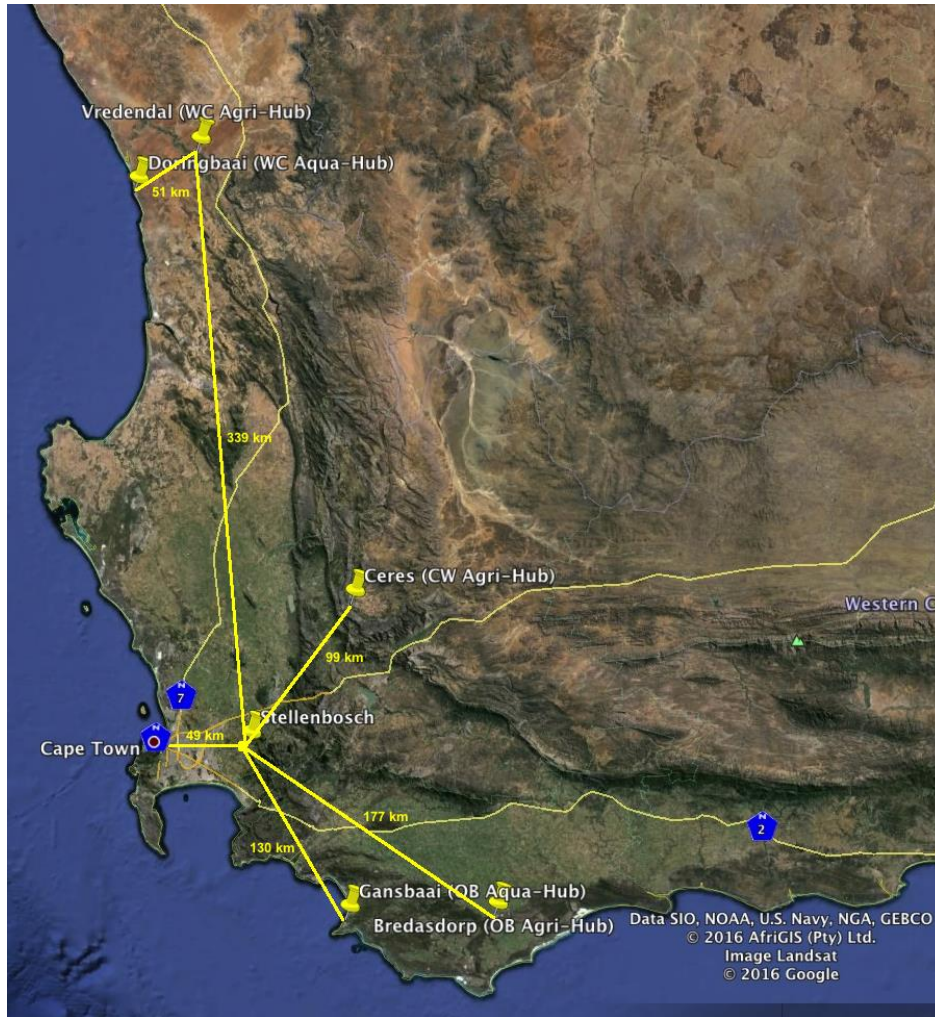 Vredendal (WC Agri-Hub)
Doringbaai (WC Aqua-Hub)
51 km
339 km
Ceres (CW Agri-Hub)
Western C
99 km
N
7
Stellenbosch
N
49 km
Cape Town
177 km
N
2
130 km
Gansbaai (OB Aqua-Hub)
Bredasdorp (OB Agri-Hub)
Data SIO, NOAA, U.S. Navy, NGA, GEBCO
© 2016 AfriGIS (Pty) Ltd.
Image Landsat
© 2016 Google